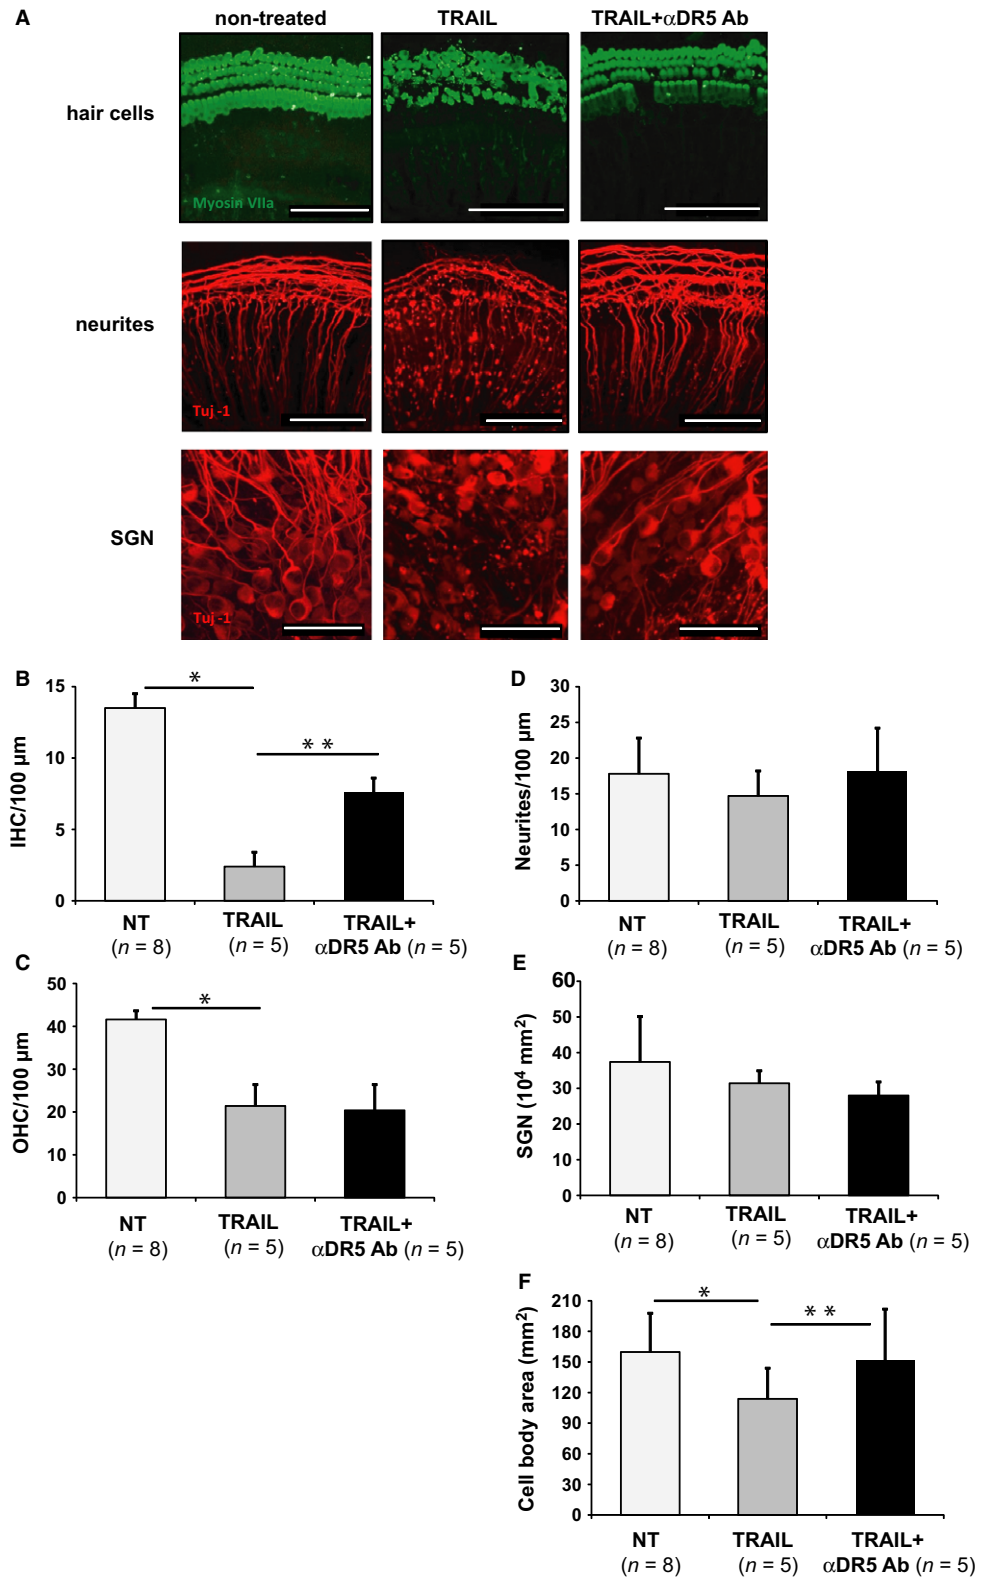 A
non-treated
TRAIL
TRAIL+αDR5 Ab
hair cells
Myosin VIIa
neurites
Tuj -1
SGN
Tuj -1
B
IHC/100 µm
15
10
5
0
*
* *
NT
(n = 8)
TRAIL
(n = 5)
TRAIL+
αDR5 Ab (n = 5)
C
OHC/100 µm
50
40
30
20
10
0
*
NT
(n = 8)
TRAIL
(n = 5)
TRAIL+
αDR5 Ab (n = 5)
D
Neurites/100 µm
30
25
20
15
10
5
0
NT
(n = 8)
TRAIL
(n = 5)
TRAIL+
αDR5 Ab (n = 5)
E
SGN (10⁴ mm²)
60
50
40
30
20
10
0
NT
(n = 8)
TRAIL
(n = 5)
TRAIL+
αDR5 Ab (n = 5)
F
Cell body area (mm²)
210
180
150
120
90
60
30
0
*
* *
NT
(n = 8)
TRAIL
(n = 5)
TRAIL+
αDR5 Ab (n = 5)